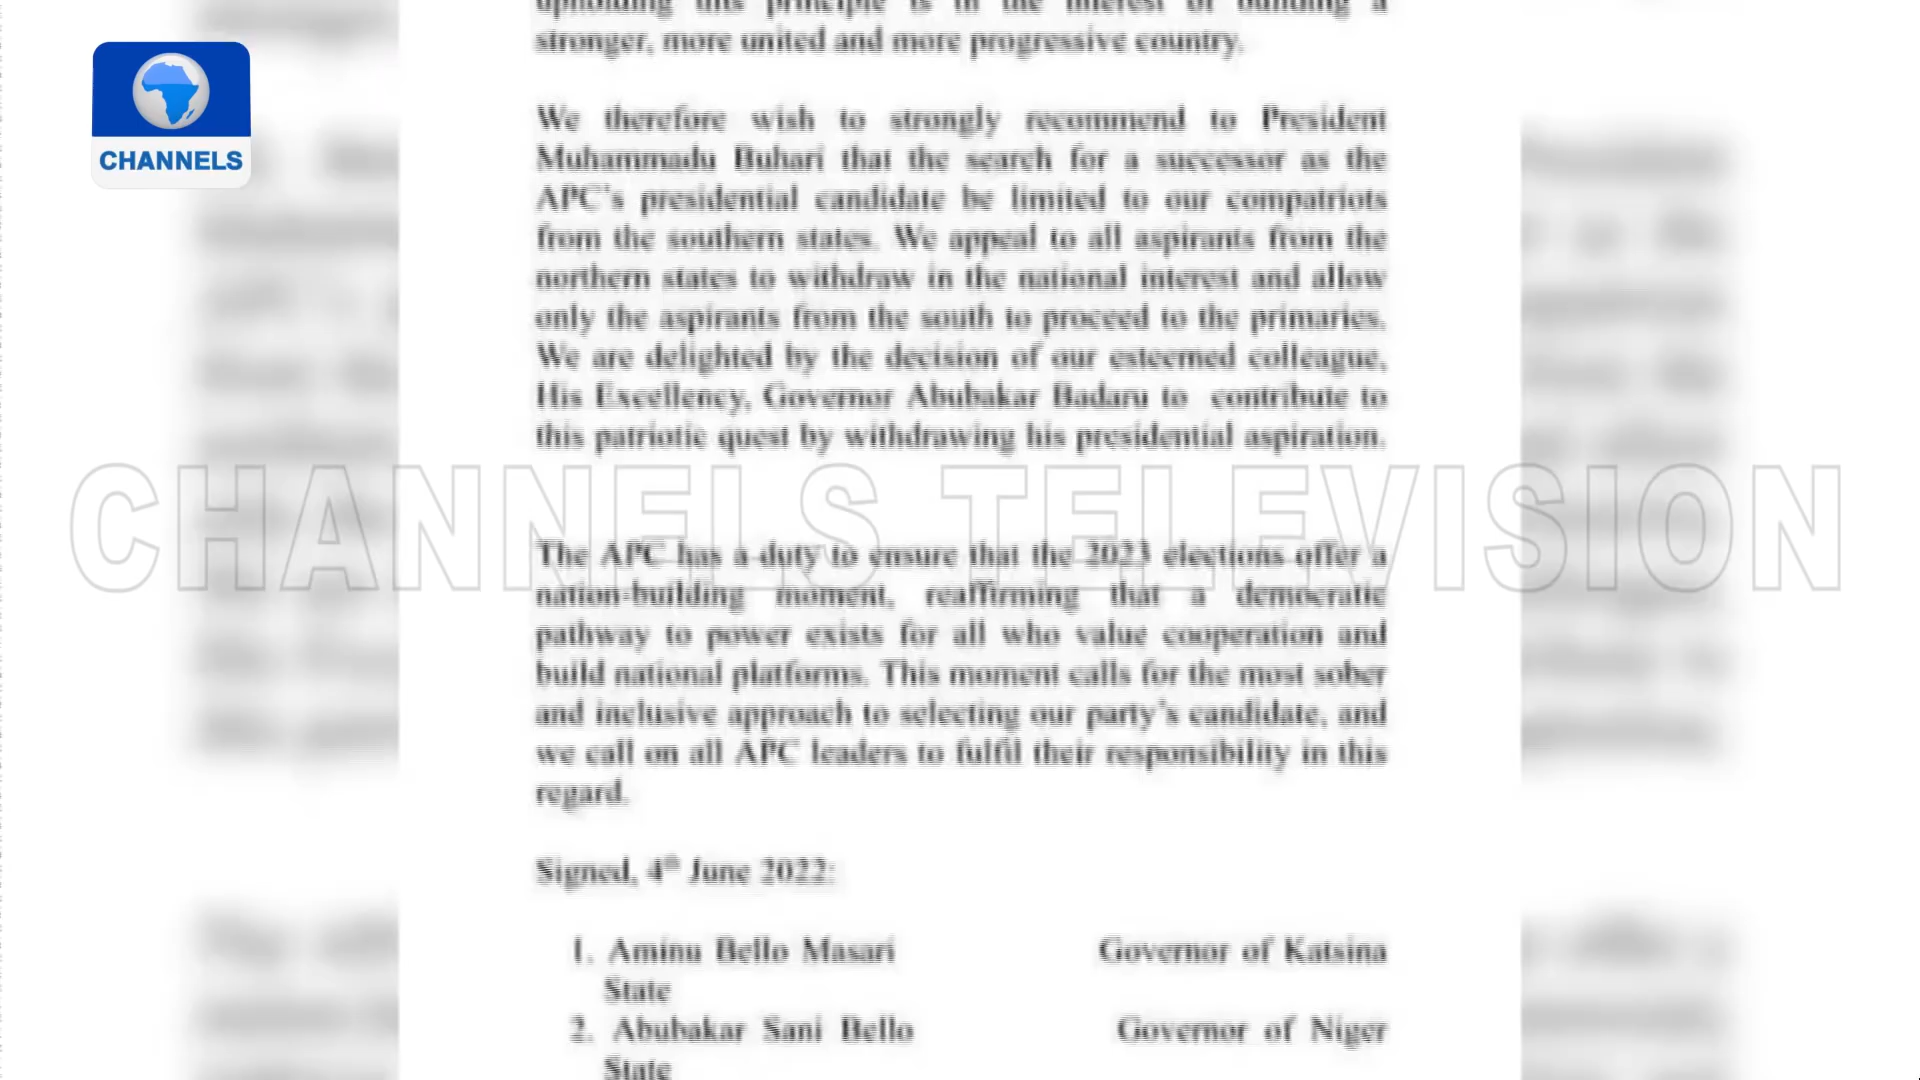 upholding this principle is in the interest of building a
stronger, more united and more progressive country.
CHANNELS
We therefore wish to strongly recommend to President
Muhammadu Buhari that the search for a successor as the
APC's presidential candidate be limited to our compatriots
from the southern states. We appeal to all aspirants from the
northern states to withdraw in the national interest and allow
only the aspirants from the south to proceed to the primaries.
We are delighted by the decision of our esteemed colleague,
His Excellency, Governor Abubakar Badaru to contribute to
this patriotic quest by withdrawing his presidential aspiration.
CHANNELS TELEVISION
The APC has a duty to ensure that the 2023 elections offer a
nation-building moment, reaffirming that a democratic
pathway to power exists for all who value cooperation and
build national platforms. This moment calls for the most sober
and inclusive approach to selecting our party's candidate, and
we call on all APC leaders to fulfil their responsibility in this
regard.
Signed, 4th June 2022:
1. Aminu Bello Masari Governor of Katsina
State
2. Abubakar Sani Bello Governor of Niger
State